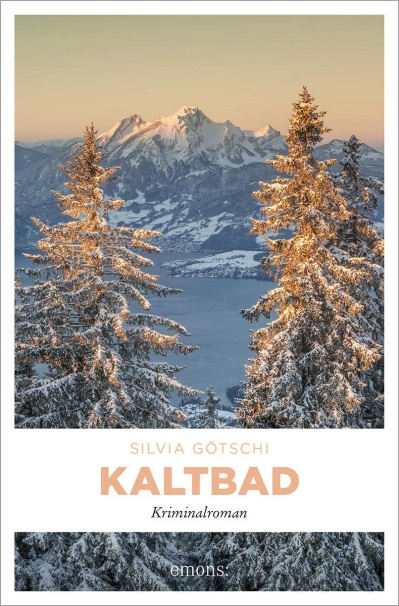 SILVIA GÖTSCHI
KALTBAD
Kriminalroman
emons: